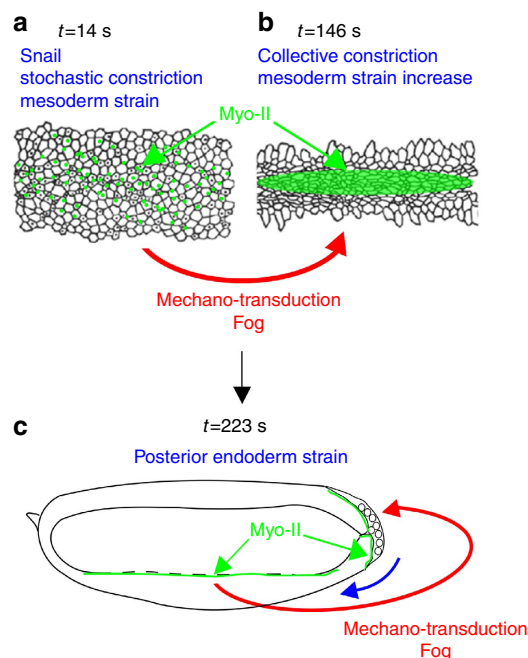 a
t=14 s
Snail
stochastic constriction
mesoderm strain
b
t=146 s
Collective constriction
mesoderm strain increase
Myo-II
Mechano-transduction
Fog
c
t=223 s
Posterior endoderm strain
Myo-II
Mechano-transduction
Fog